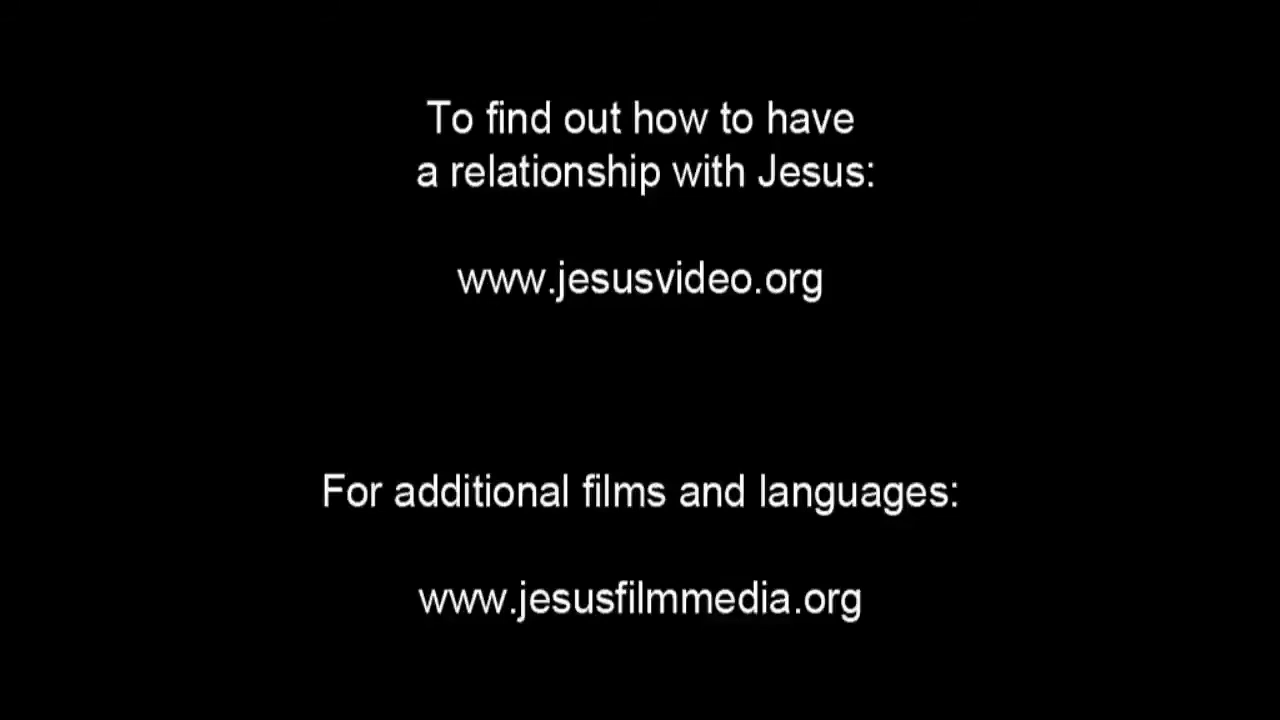 To find out how to have
a relationship with Jesus:
www.jesusvideo.org
For additional films and languages:
www.jesusfilmmedia.org